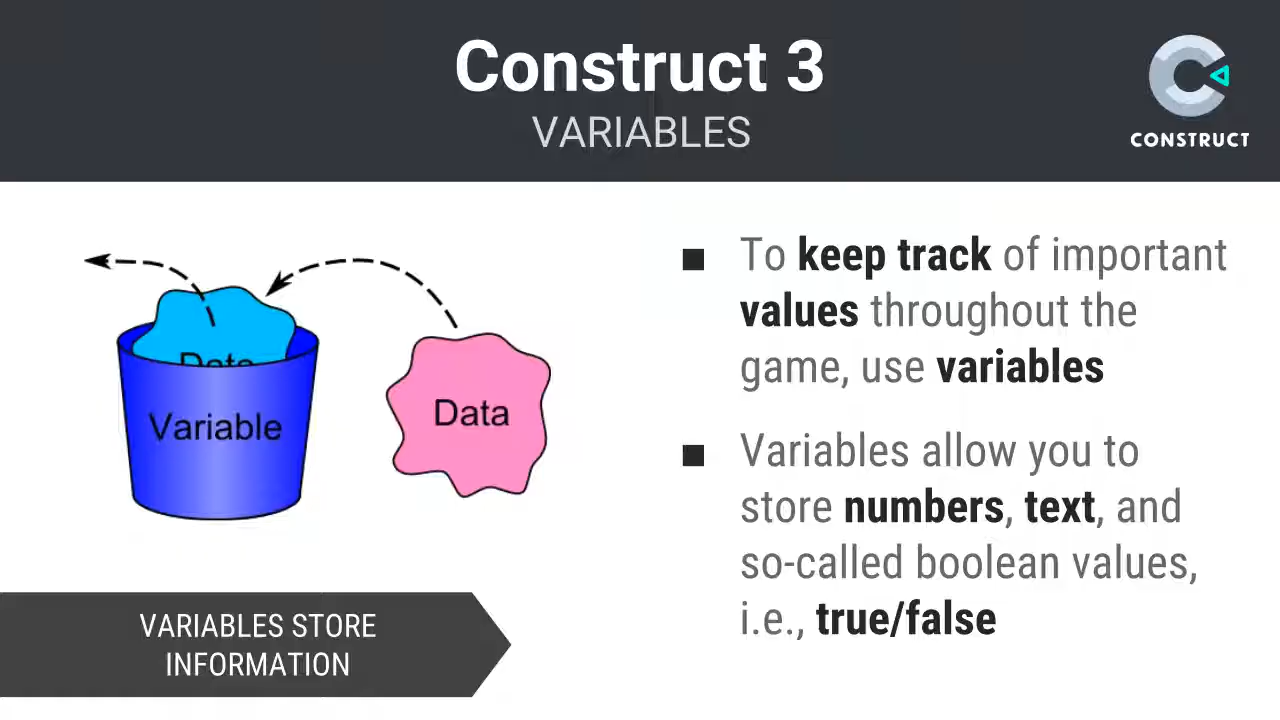 Construct 3
VARIABLES
CONSTRUCT
Data
Variable
Data
■ To keep track of important
values throughout the
game, use variables
■ Variables allow you to
store numbers, text, and
so-called boolean values,
i.e., true/false
VARIABLES STORE
INFORMATION